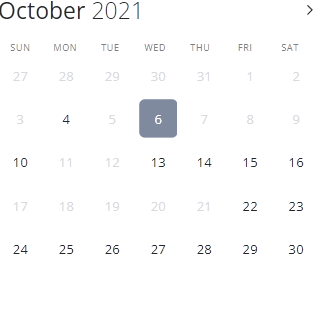 October 2021
SUN MON TUE WED THU FRI SAT
27 28 29 30 31 1 2
3 4 5 6 7 8 9
10 11 12 13 14 15 16
17 18 19 20 21 22 23
24 25 26 27 28 29 30